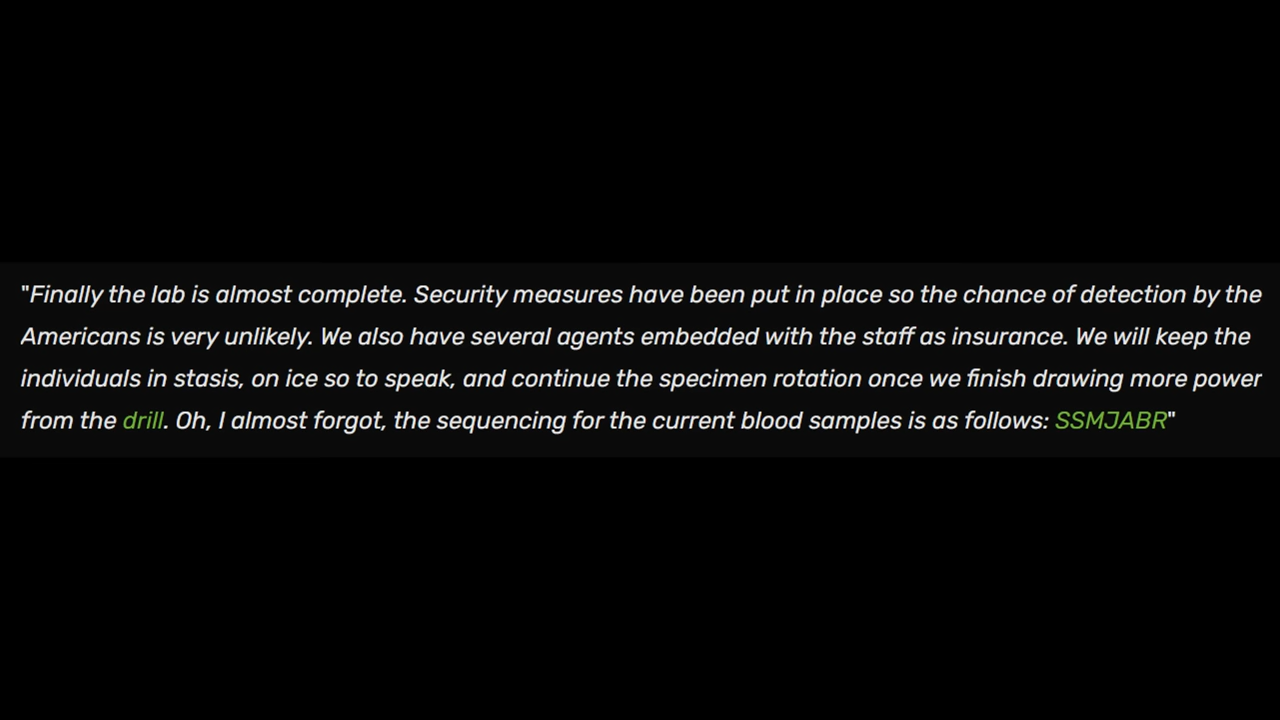 "Finally the lab is almost complete. Security measures have been put in place so the chance of detection by the
Americans is very unlikely. We also have several agents embedded with the staff as insurance. We will keep the
individuals in stasis, on ice so to speak, and continue the specimen rotation once we finish drawing more power
from the drill. Oh, I almost forgot, the sequencing for the current blood samples is as follows: SSMJABR"